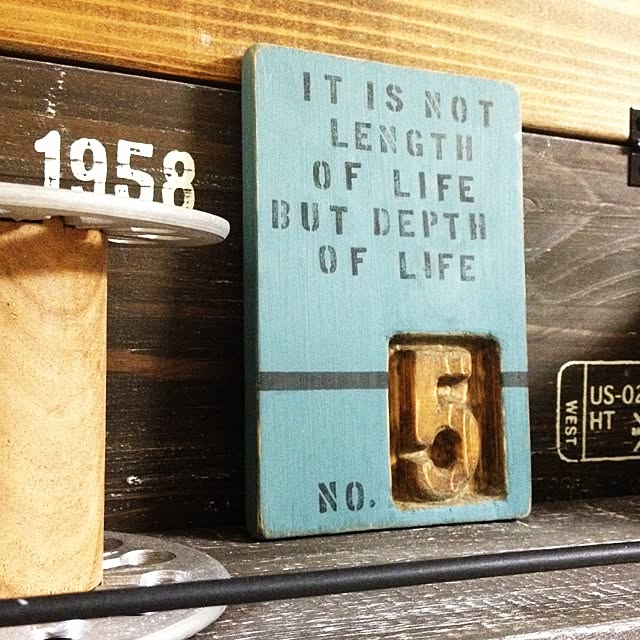 1958
IT IS NOT
LENGTH
OF LIFE
BUT DEPTH
OF LIFE
5
NO.
WEST
US-02
HT